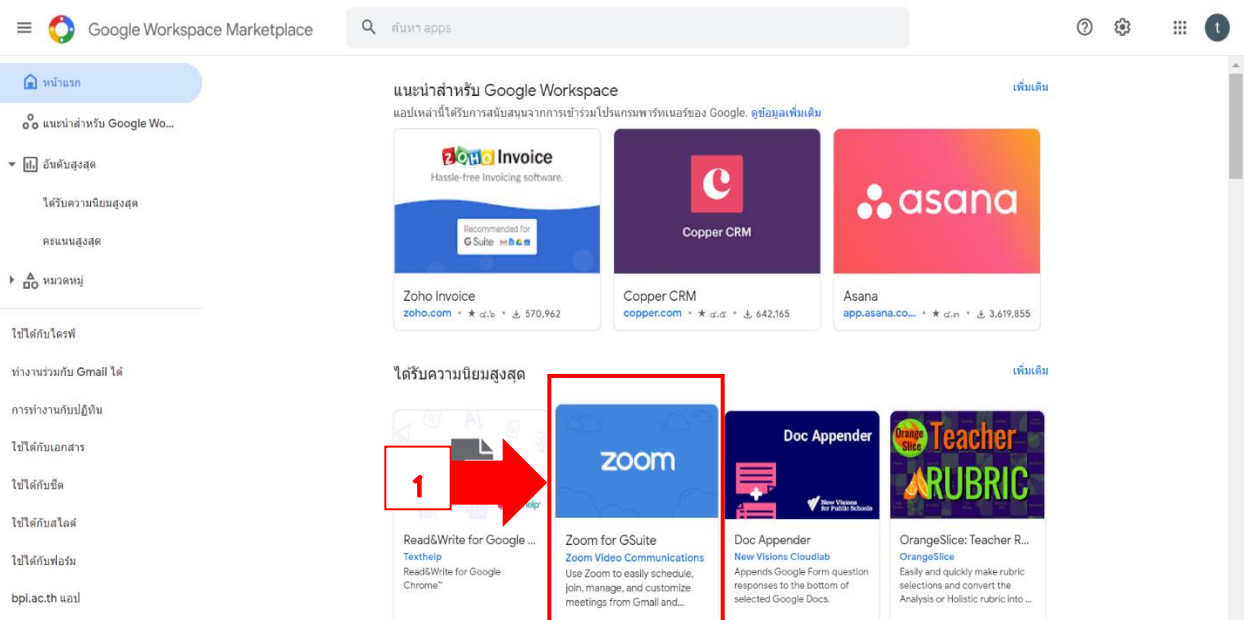 Google Workspace Marketplace
ค้นหา apps
t
หน้าแรก
แนะนำสำหรับ Google Wo...
อันดับสูงสุด
ได้รับความนิยมสูงสุด
คะแนนสูงสุด
หมวดหมู่
ใช้ได้กับไดรฟ์
ทำงานร่วมกับ Gmail ได้
การทำงานกับปฏิทิน
ใช้ได้กับเอกสาร
ใช้ได้กับชีต
ใช้ได้กับสไลด์
ใช้ได้กับฟอร์ม
bpi.ac.th แอป
แนะนำสำหรับ Google Workspace
เพิ่มเติม
แอปเหล่านี้ได้รับการสนับสนุนจากการเข้าร่วมโปรแกรมพาร์ทเนอร์ของ Google. ดูข้อมูลเพิ่มเติม
ZOHO Invoice
Hassle-free Invoicing software.
Recommended for
G Suite
Zoho Invoice
zoho.com • ★ ๔.๖ • 570,962
Copper CRM
Copper CRM
copper.com • ★ ๔.๕ • 642,165
asana
Asana
app.asana.co... • ★ ๔.๓ • 3,619,855
ได้รับความนิยมสูงสุด
เพิ่มเติม
1
Read&Write for Google ...
Texthelp
Read&Write for Google
Chrome™
zoom
Zoom for GSuite
Zoom Video Communications
Use Zoom to easily schedule,
join, manage, and customize
meetings from Gmail and...
Doc Appender
New Visions
for Public Schools
Doc Appender
New Visions Cloudlab
Appends Google Form question
responses to the bottom of
selected Google Docs.
Orange Slice Teacher
RUBRIC
OrangeSlice: Teacher R...
OrangeSlice
Easily and quickly make rubric
selections and convert the
Analysis or Holistic rubric into ...